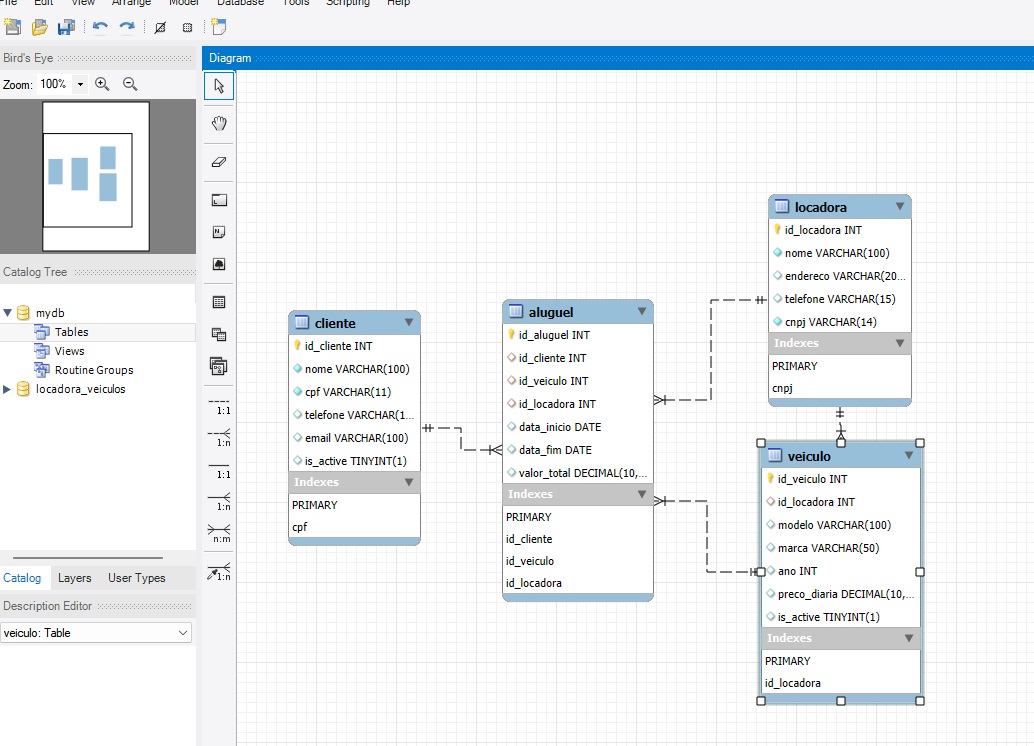 File Edit View Arrange Model Database Tools Scripting Help
Bird's Eye
Zoom: 100%
Catalog Tree
mydb
Tables
Views
Routine Groups
locadora_veiculos
Catalog Layers User Types
Description Editor
veiculo: Table
Diagram
1:1
1:n
1:1
1:n
n:m
1:n
cliente
id_cliente INT
nome VARCHAR(100)
cpf VARCHAR(11)
telefone VARCHAR(1...
email VARCHAR(100)
is_active TINYINT(1)
Indexes
PRIMARY
cpf
aluguel
id_aluguel INT
id_cliente INT
id_veiculo INT
id_locadora INT
data_inicio DATE
data_fim DATE
valor_total DECIMAL(10,...
Indexes
PRIMARY
id_cliente
id_veiculo
id_locadora
locadora
id_locadora INT
nome VARCHAR(100)
endereco VARCHAR(20...
telefone VARCHAR(15)
cnpj VARCHAR(14)
Indexes
PRIMARY
cnpj
veiculo
id_veiculo INT
id_locadora INT
modelo VARCHAR(100)
marca VARCHAR(50)
ano INT
preco_diaria DECIMAL(10,...
is_active TINYINT(1)
Indexes
PRIMARY
id_locadora